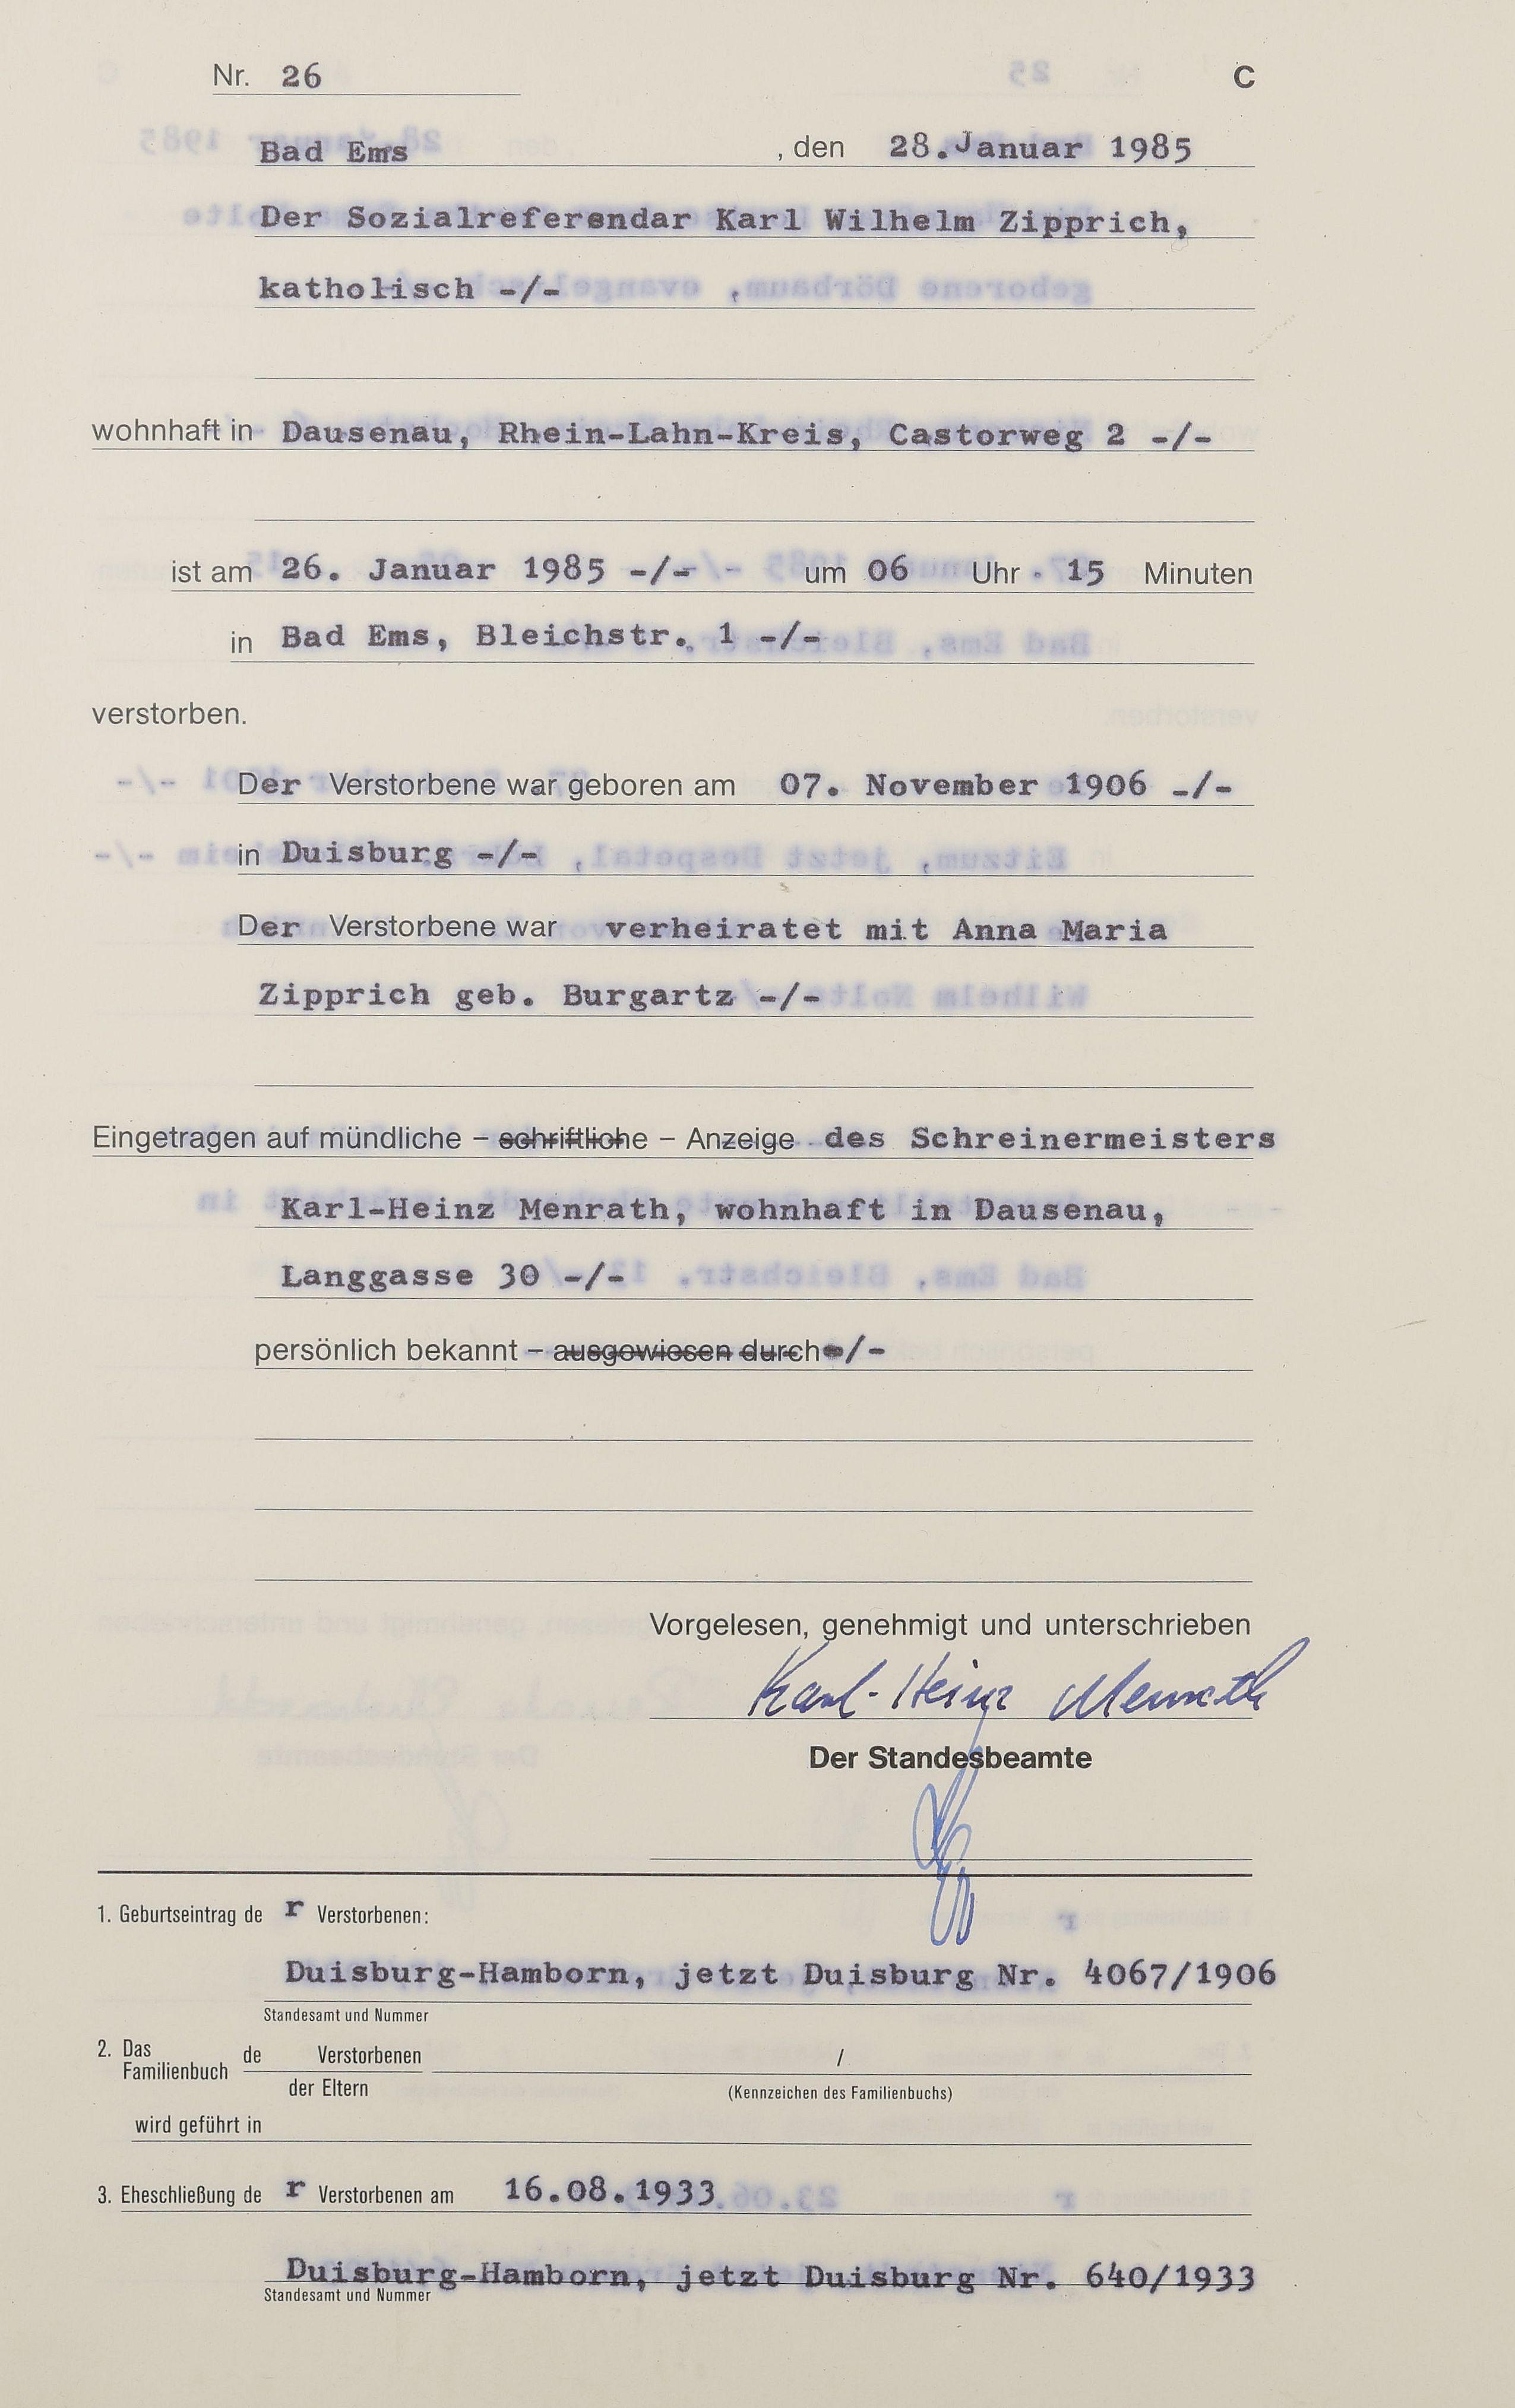 Nr. 26 C
Bad Ems , den 28.Januar 1985
Der Sozialreferendar Karl Wilhelm Zipprich,
katholisch -/-
wohnhaft in Dausenau, Rhein-Lahn-Kreis, Castorweg 2 -/-
ist am 26. Januar 1985 -/- um 06 Uhr 15 Minuten
in Bad Ems, Bleichstr. 1 -/-
verstorben.
Der Verstorbene war geboren am 07. November 1906 -/-
in Duisburg -/-
Der Verstorbene war verheiratet mit Anna Maria
Zipprich geb. Burgartz -/-
Eingetragen auf mündliche – schriftliche – Anzeige des Schreinermeisters
Karl-Heinz Menrath, wohnhaft in Dausenau,
Langgasse 30 -/-
persönlich bekannt – ausgewiesen durch -/-
Vorgelesen, genehmigt und unterschrieben
Karl-Heinz Menrath
Der Standesbeamte
1. Geburtseintrag de r Verstorbenen:
Duisburg-Hamborn, jetzt Duisburg Nr. 4067/1906
Standesamt und Nummer
2. Das Familienbuch de Verstorbenen /
der Eltern (Kennzeichen des Familienbuchs)
wird geführt in
3. Eheschließung de r Verstorbenen am 16.08.1933
Duisburg-Hamborn, jetzt Duisburg Nr. 640/1933
Standesamt und Nummer